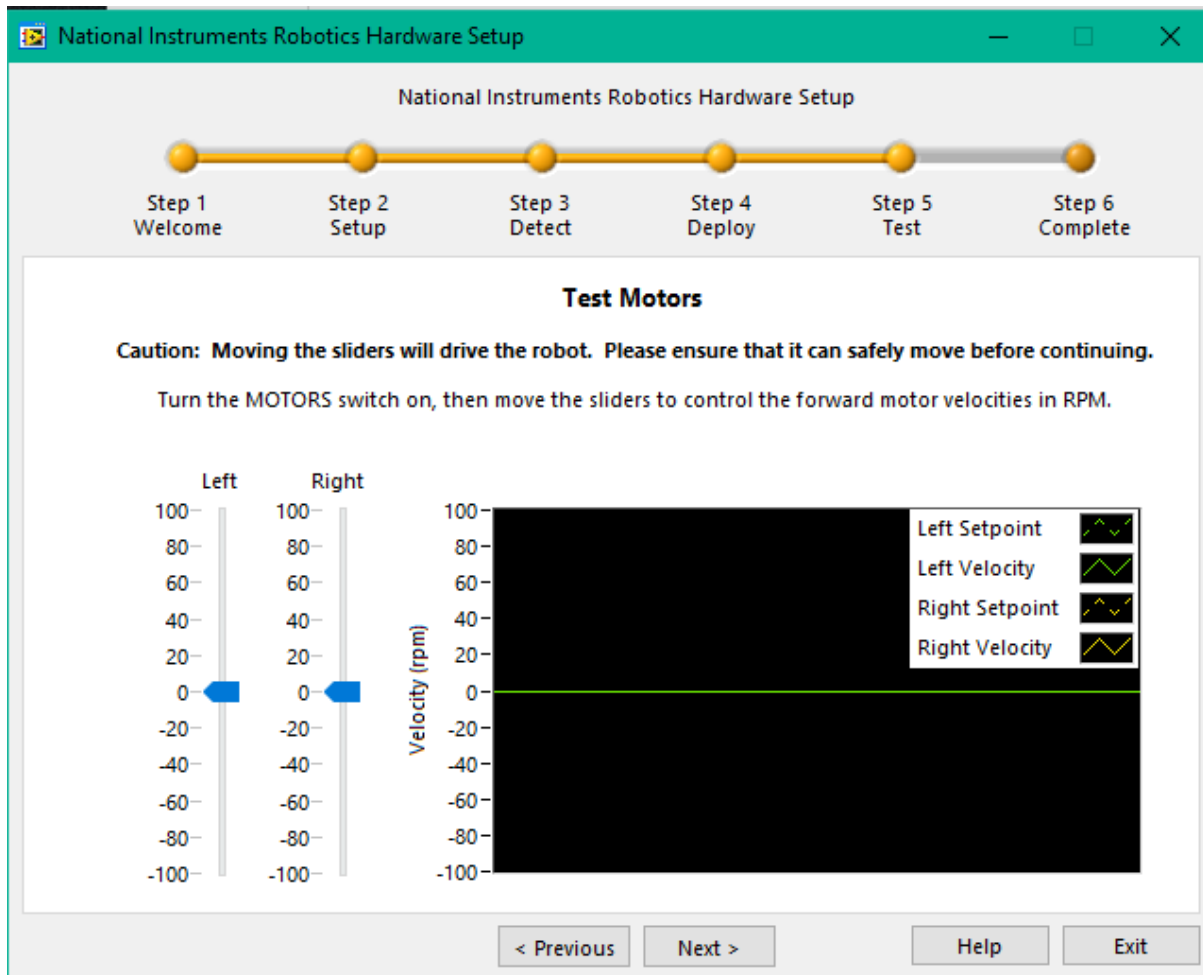 National Instruments Robotics Hardware Setup
National Instruments Robotics Hardware Setup
Step 1 Step 2 Step 3 Step 4 Step 5 Step 6
Welcome Setup Detect Deploy Test Complete
Test Motors
Caution: Moving the sliders will drive the robot. Please ensure that it can safely move before continuing.
Turn the MOTORS switch on, then move the sliders to control the forward motor velocities in RPM.
Left Right
100 100 100
80 80 80
60 60 60
40 40 40
20 20 20
0 0 0
-20 -20 -20
-40 -40 -40
-60 -60 -60
-80 -80 -80
-100 -100 -100
Velocity (rpm)
Left Setpoint
Left Velocity
Right Setpoint
Right Velocity
< Previous Next > Help Exit